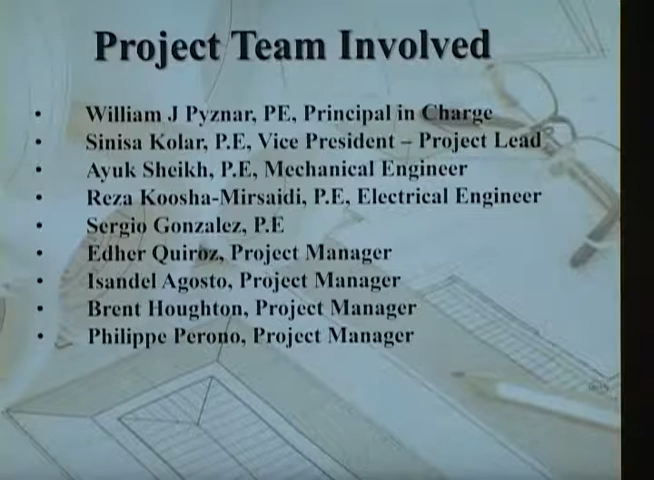 Project Team Involved
• William J Pyznar, PE, Principal in Charge
• Sinisa Kolar, P.E, Vice President – Project Lead
• Ayuk Sheikh, P.E, Mechanical Engineer
• Reza Koosha-Mirsaidi, P.E, Electrical Engineer
• Sergio Gonzalez, P.E
• Edher Quiroz, Project Manager
• Isandel Agosto, Project Manager
• Brent Houghton, Project Manager
• Philippe Perono, Project Manager